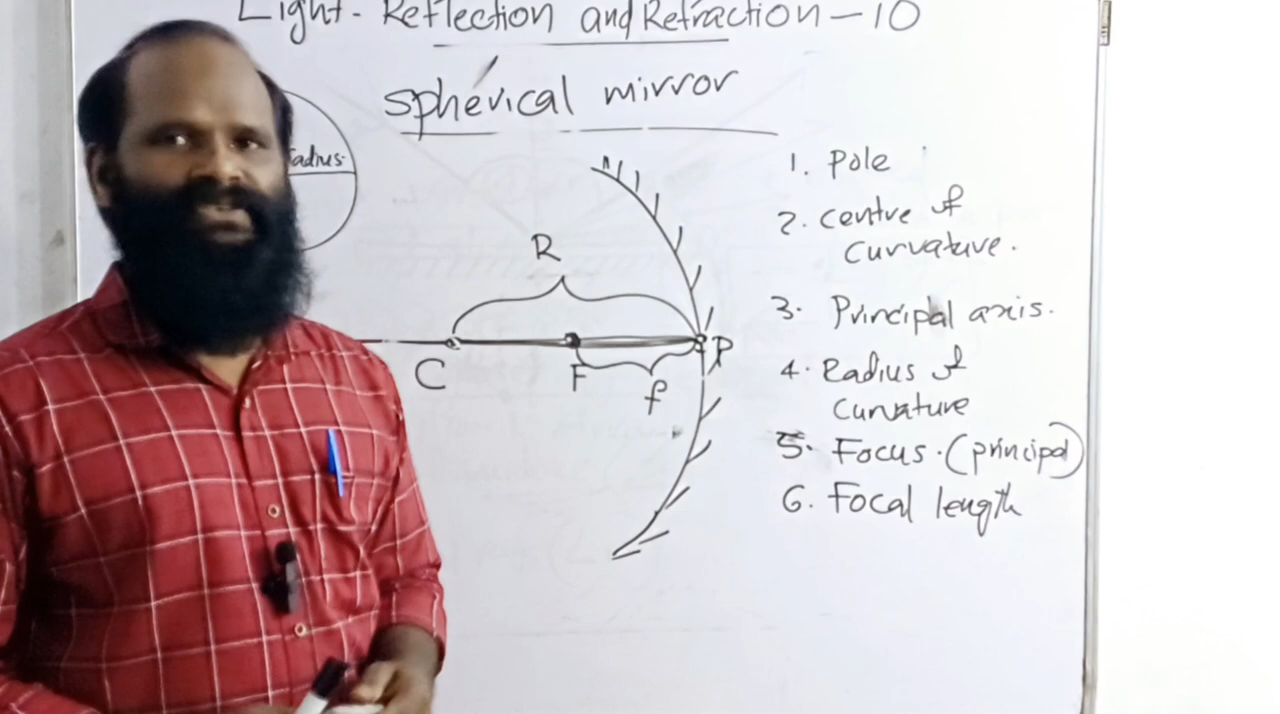 Light - Reflection and Refraction - 10
spherical mirror
adius
R
C
F
f
P
1. Pole
2. centre of
curvature.
3. Principal axis.
4. Radius of
curvature
5. Focus. (principal)
6. Focal length